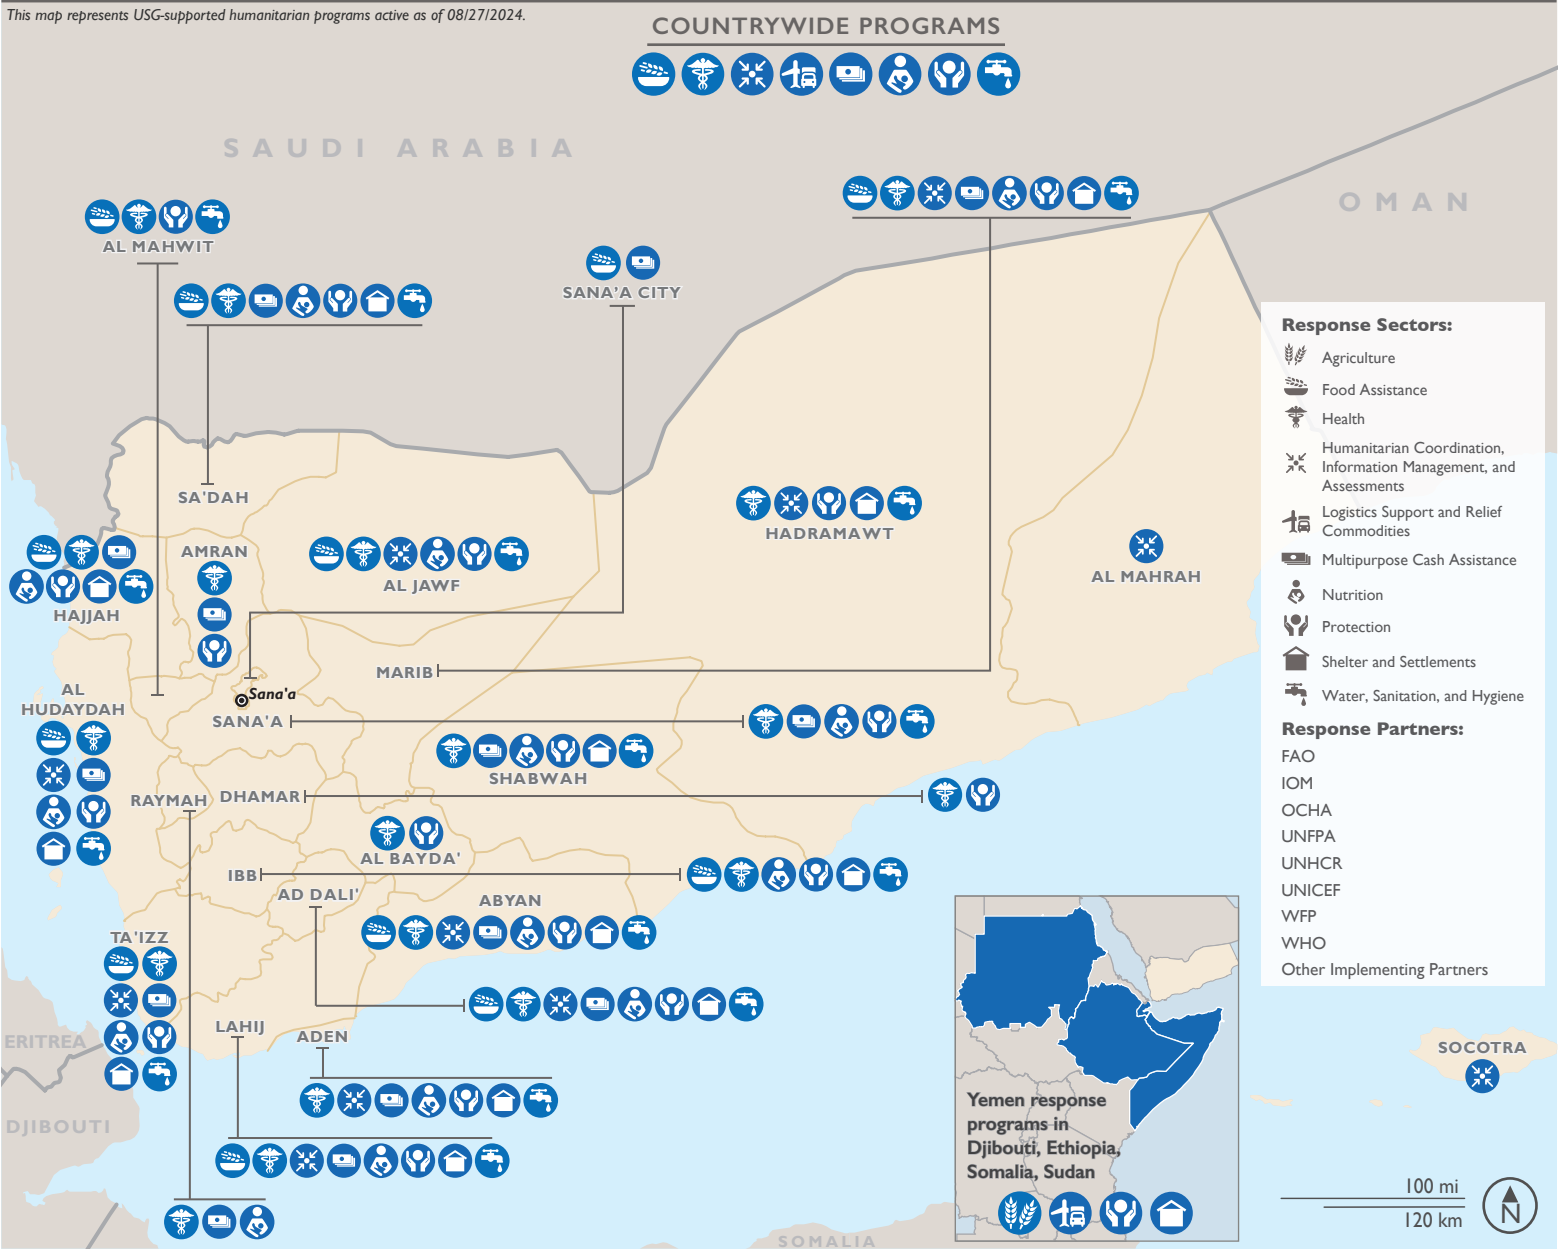 This map represents USG-supported humanitarian programs active as of 08/27/2024.
COUNTRYWIDE PROGRAMS
SAUDI ARABIA
OMAN
AL MAHWIT
SANA'A CITY
SA'DAH
AMRAN
HAJJAH
AL JAWF
HADRAMAWT
AL MAHRAH
MARIB
AL
HUDAYDAH
Sana'a
SANA'A
SHABWAH
RAYMAH
DHAMAR
AL BAYDA'
IBB
AD DALI'
ABYAN
TA'IZZ
LAHIJ
ADEN
ERITREA
DJIBOUTI
SOMALIA
SOCOTRA
Response Sectors:
Agriculture
Food Assistance
Health
Humanitarian Coordination,
Information Management, and
Assessments
Logistics Support and Relief
Commodities
Multipurpose Cash Assistance
Nutrition
Protection
Shelter and Settlements
Water, Sanitation, and Hygiene
Response Partners:
FAO
IOM
OCHA
UNFPA
UNHCR
UNICEF
WFP
WHO
Other Implementing Partners
Yemen response
programs in
Djibouti, Ethiopia,
Somalia, Sudan
100 mi
120 km
N